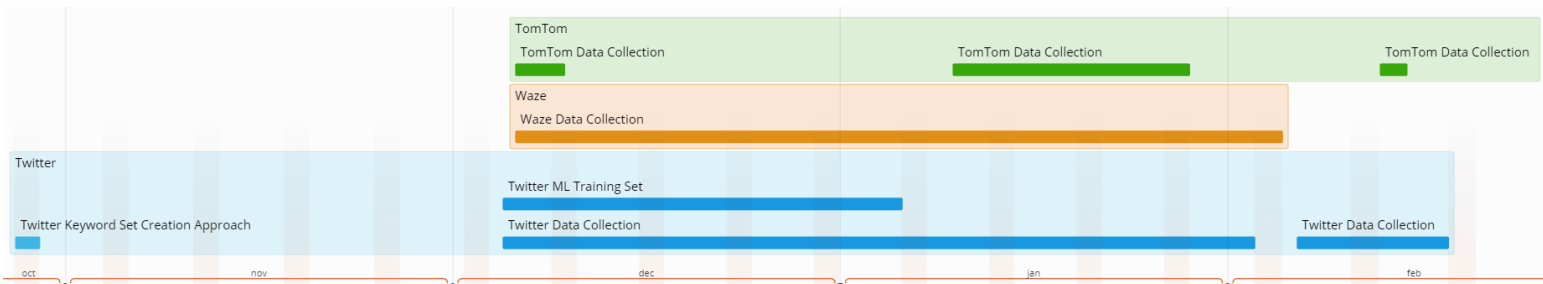 TomTom
TomTom Data Collection TomTom Data Collection TomTom Data Collection
Waze
Waze Data Collection
Twitter
Twitter ML Training Set
Twitter Keyword Set Creation Approach Twitter Data Collection Twitter Data Collection
oct nov dec jan feb